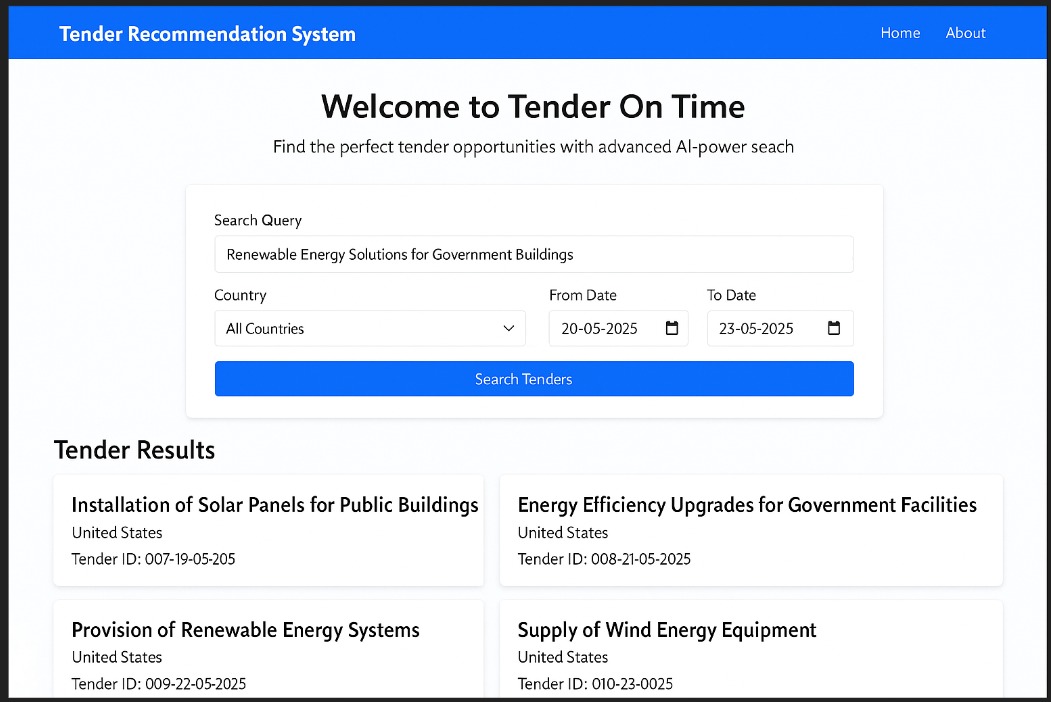 Tender Recommendation System
Home About
Welcome to Tender On Time
Find the perfect tender opportunities with advanced AI-power seach
Search Query
Renewable Energy Solutions for Government Buildings
Country From Date To Date
All Countries 20-05-2025 23-05-2025
Search Tenders
Tender Results
Installation of Solar Panels for Public Buildings
United States
Tender ID: 007-19-05-205
Energy Efficiency Upgrades for Government Facilities
United States
Tender ID: 008-21-05-2025
Provision of Renewable Energy Systems
United States
Tender ID: 009-22-05-2025
Supply of Wind Energy Equipment
United States
Tender ID: 010-23-0025